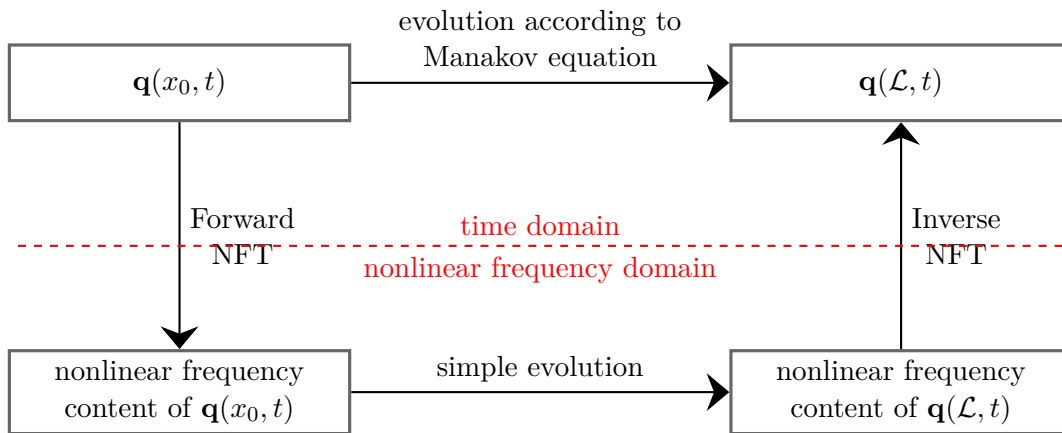 evolution according to
Manakov equation
q(x₀, t)
q(ℒ, t)
Forward
NFT
time domain
nonlinear frequency domain
Inverse
NFT
nonlinear frequency
content of q(x₀, t)
simple evolution
nonlinear frequency
content of q(ℒ, t)